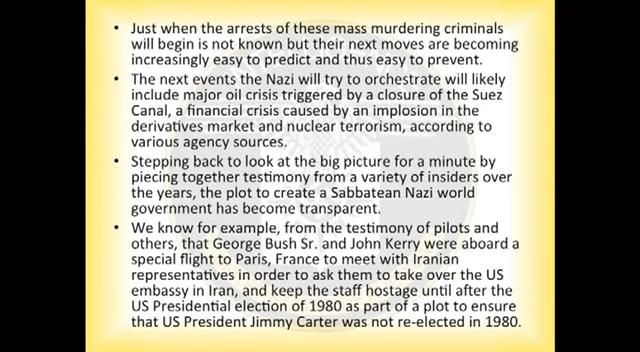 • Just when the arrests of these mass murdering criminals
will begin is not known but their next moves are becoming
increasingly easy to predict and thus easy to prevent.
• The next events the Nazi will try to orchestrate will likely
include major oil crisis triggered by a closure of the Suez
Canal, a financial crisis caused by an implosion in the
derivatives market and nuclear terrorism, according to
various agency sources.
• Stepping back to look at the big picture for a minute by
piecing together testimony from a variety of insiders over
the years, the plot to create a Sabbatean Nazi world
government has become transparent.
• We know for example, from the testimony of pilots and
others, that George Bush Sr. and John Kerry were aboard a
special flight to Paris, France to meet with Iranian
representatives in order to ask them to take over the US
embassy in Iran, and keep the staff hostage until after the
US Presidential election of 1980 as part of a plot to ensure
that US President Jimmy Carter was not re-elected in 1980.